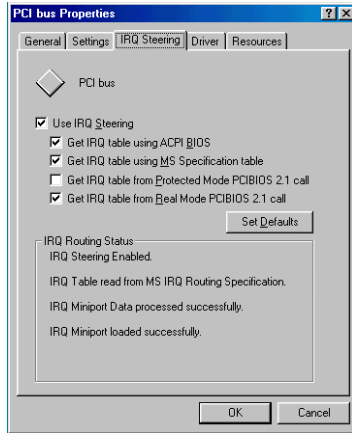 PCI bus Properties
General Settings IRQ Steering Driver Resources
PCI bus
Use IRQ Steering
Get IRQ table using ACPI BIOS
Get IRQ table using MS Specification table
Get IRQ table from Protected Mode PCIBIOS 2.1 call
Get IRQ table from Real Mode PCIBIOS 2.1 call
Set Defaults
IRQ Routing Status
IRQ Steering Enabled.
IRQ Table read from MS IRQ Routing Specification.
IRQ Miniport Data processed successfully.
IRQ Miniport loaded successfully.
OK Cancel